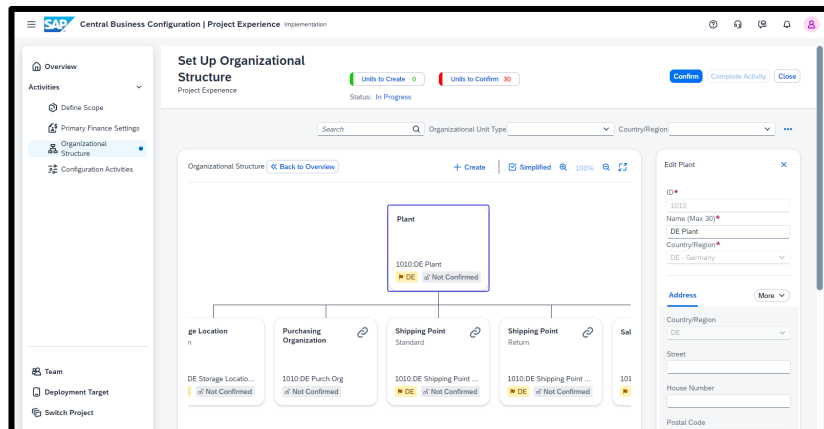 SAP Central Business Configuration | Project Experience Implementation
Overview
Activities
Define Scope
Primary Finance Settings
Organizational
Structure
Configuration Activities
Team
Deployment Target
Switch Project
Set Up Organizational
Structure
Project Experience
Units to Create 0
Units to Confirm 30
Status: In Progress
Confirm
Complete Activity
Close
Search
Organizational Unit Type
Country/Region
Organizational Structure
Back to Overview
Create
Simplified
100%
Plant
1010:DE Plant
DE
Not Confirmed
ge Location
n
DE Storage Locatio...
Not Confirmed
Purchasing
Organization
1010:DE Purch Org
Not Confirmed
Shipping Point
Standard
1010:DE Shipping Point ...
DE
Not Confirmed
Shipping Point
Return
1010:DE Shipping Point ...
DE
Not Confirmed
Sal
101
Edit Plant
ID*
1010
Name (Max 30)*
DE Plant
Country/Region*
DE - Germany
Address
More
Country/Region
DE
Street
House Number
Postal Code